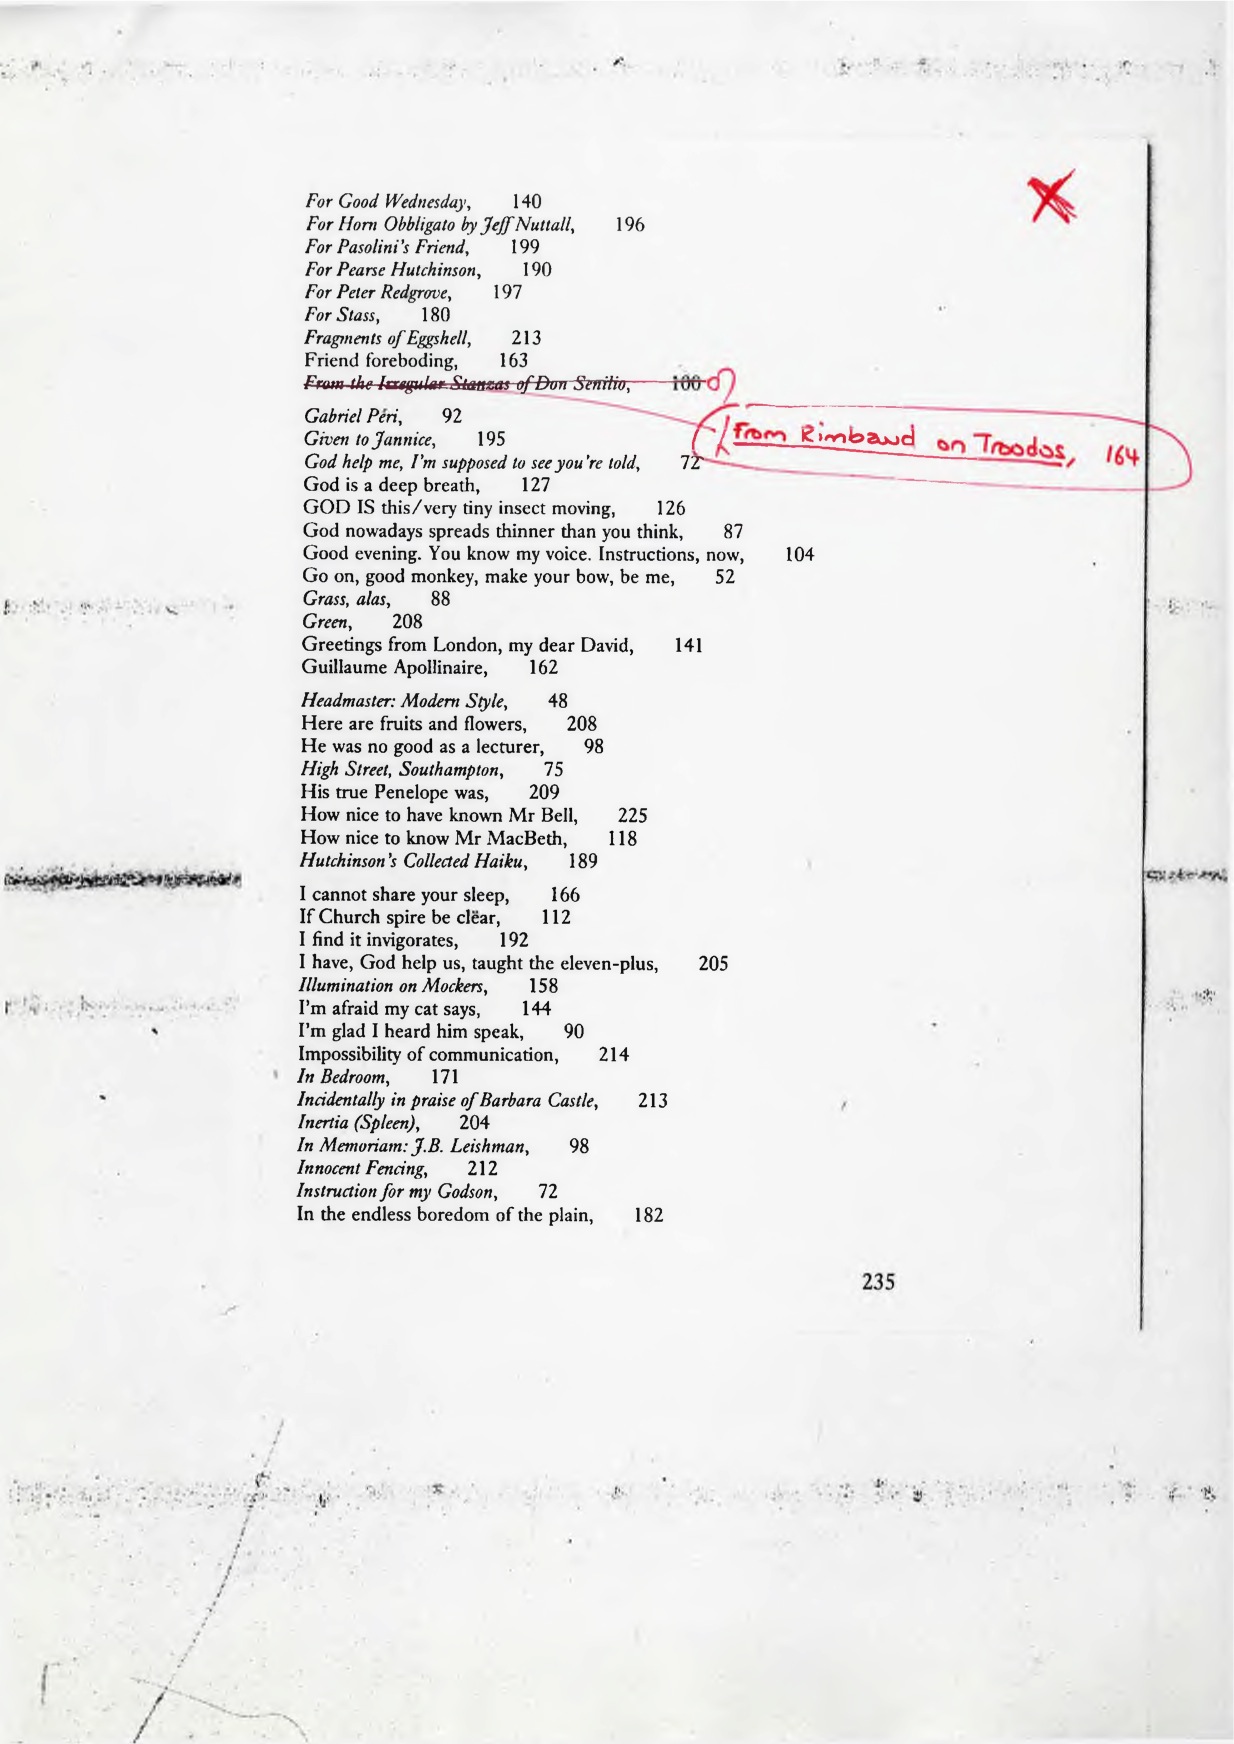 For Good Wednesday, 140
For Horn Obbligato by Jeff Nuttall, 196
For Pasolini's Friend, 199
For Pearse Hutchinson, 190
For Peter Redgrove, 197
For Stass, 180
Fragments of Eggshell, 213
Friend foreboding, 163
From the Irregular Stanzas of Don Senilio, 100
From Rimbaud on Troodos, 164
Gabriel Péri, 92
Given to Jannice, 195
God help me, I'm supposed to see you're told, 72
God is a deep breath, 127
GOD IS this/very tiny insect moving, 126
God nowadays spreads thinner than you think, 87
Good evening. You know my voice. Instructions, now, 104
Go on, good monkey, make your bow, be me, 52
Grass, alas, 88
Green, 208
Greetings from London, my dear David, 141
Guillaume Apollinaire, 162
Headmaster: Modern Style, 48
Here are fruits and flowers, 208
He was no good as a lecturer, 98
High Street, Southampton, 75
His true Penelope was, 209
How nice to have known Mr Bell, 225
How nice to know Mr MacBeth, 118
Hutchinson's Collected Haiku, 189
I cannot share your sleep, 166
If Church spire be clëar, 112
I find it invigorates, 192
I have, God help us, taught the eleven-plus, 205
Illumination on Mockers, 158
I'm afraid my cat says, 144
I'm glad I heard him speak, 90
Impossibility of communication, 214
In Bedroom, 171
Incidentally in praise of Barbara Castle, 213
Inertia (Spleen), 204
In Memoriam: J.B. Leishman, 98
Innocent Fencing, 212
Instruction for my Godson, 72
In the endless boredom of the plain, 182
235